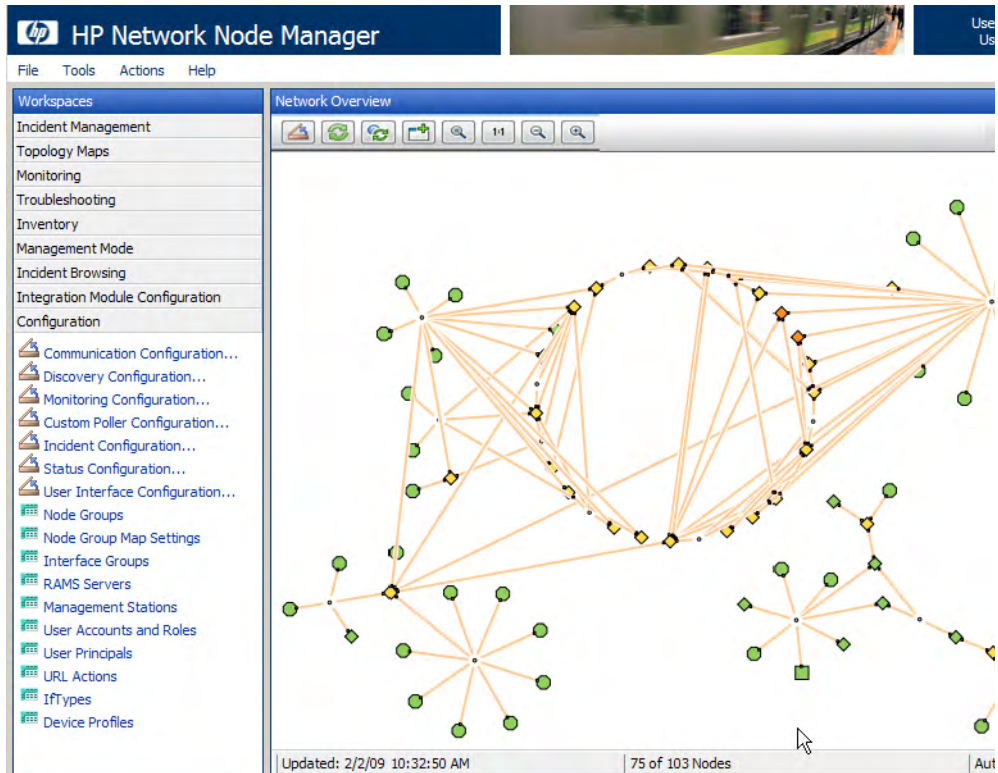 hp HP Network Node Manager
Use
Us
File Tools Actions Help
Workspaces
Incident Management
Topology Maps
Monitoring
Troubleshooting
Inventory
Management Mode
Incident Browsing
Integration Module Configuration
Configuration
Communication Configuration...
Discovery Configuration...
Monitoring Configuration...
Custom Poller Configuration...
Incident Configuration...
Status Configuration...
User Interface Configuration...
Node Groups
Node Group Map Settings
Interface Groups
RAMS Servers
Management Stations
User Accounts and Roles
User Principals
URL Actions
IfTypes
Device Profiles
Network Overview
1:1
Updated: 2/2/09 10:32:50 AM
75 of 103 Nodes
Aut